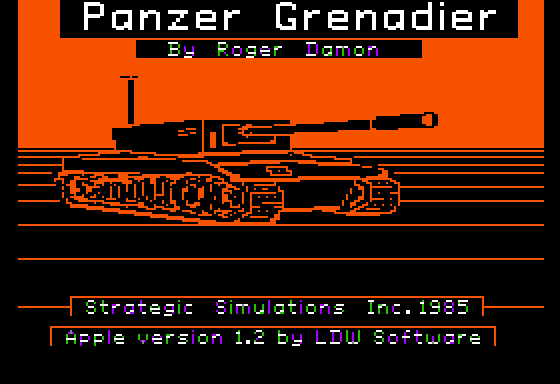 Panzer Grenadier
By Roger Damon
Strategic Simulations Inc.1985
Apple version 1.2 by LDW Software